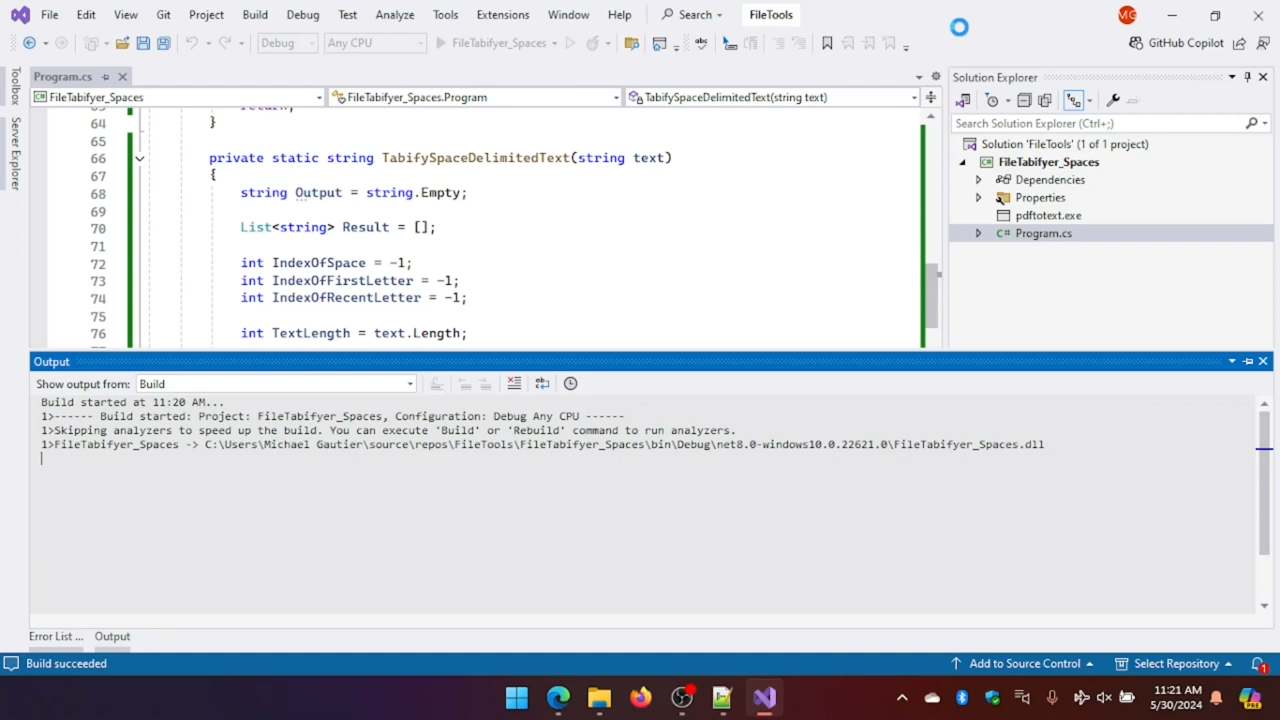 File Edit View Git Project Build Debug Test Analyze Tools Extensions Window Help Search FileTools MG
Debug Any CPU FileTabifyer_Spaces GitHub Copilot
Program.cs
FileTabifyer_Spaces FileTabifyer_Spaces.Program TabifySpaceDelimitedText(string text)
64 }
65
66 private static string TabifySpaceDelimitedText(string text)
67 {
68 string Output = string.Empty;
69
70 List<string> Result = [];
71
72 int IndexOfSpace = -1;
73 int IndexOfFirstLetter = -1;
74 int IndexOfRecentLetter = -1;
75
76 int TextLength = text.Length;
Toolbox
Server Explorer
Solution Explorer
Search Solution Explorer (Ctrl+;)
Solution 'FileTools' (1 of 1 project)
FileTabifyer_Spaces
Dependencies
Properties
pdftotext.exe
C# Program.cs
Output
Show output from: Build
Build started at 11:20 AM...
1>------ Build started: Project: FileTabifyer_Spaces, Configuration: Debug Any CPU ------
1>Skipping analyzers to speed up the build. You can execute 'Build' or 'Rebuild' command to run analyzers.
1>FileTabifyer_Spaces -> C:\Users\Michael Gautier\source\repos\FileTools\FileTabifyer_Spaces\bin\Debug\net8.0-windows10.0.22621.0\FileTabifyer_Spaces.dll
Error List ... Output
Build succeeded Add to Source Control Select Repository 1
11:21 AM
5/30/2024
PRE